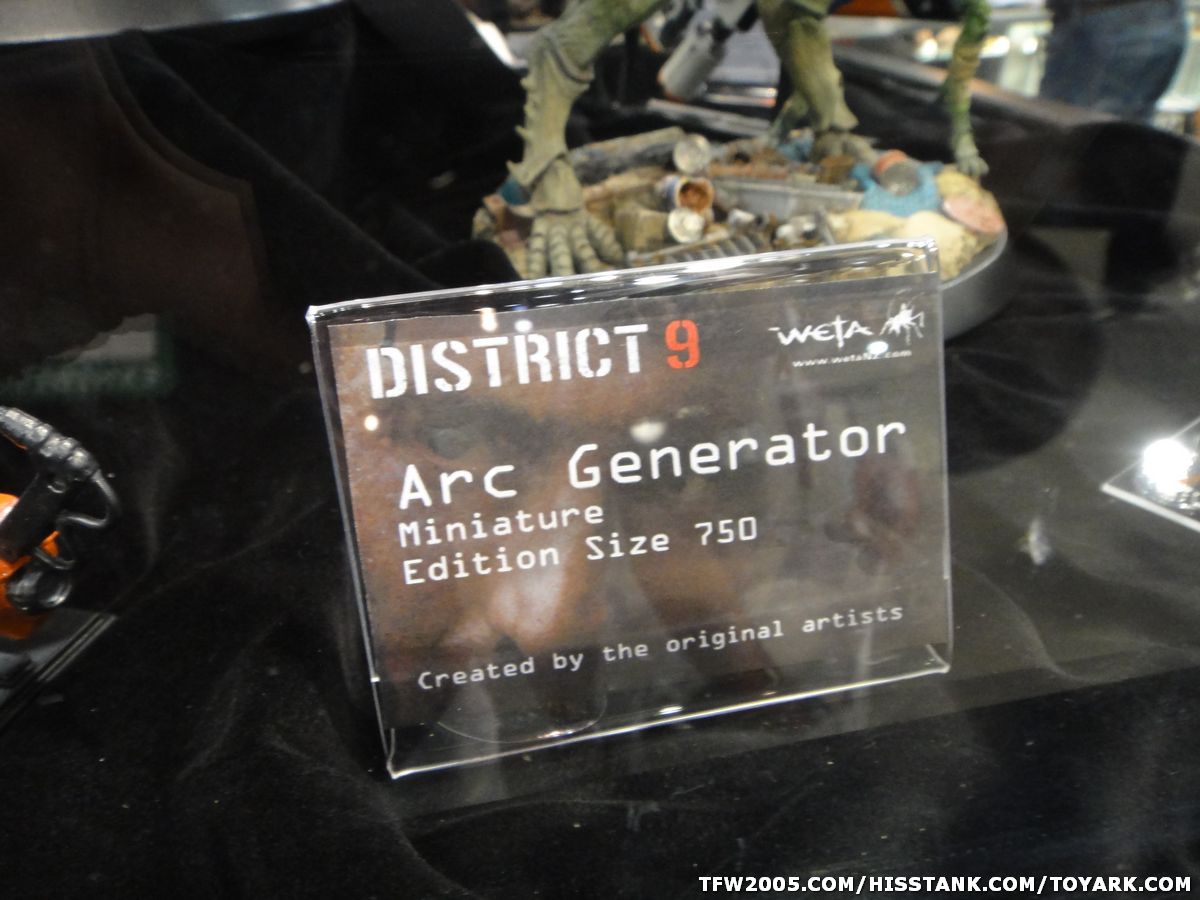 DISTRICT 9
WETA
www.wetaNZ.com
Arc Generator
Miniature
Edition Size 750
Created by the original artists
TFW2005.COM/HISSTANK.COM/TOYARK.COM